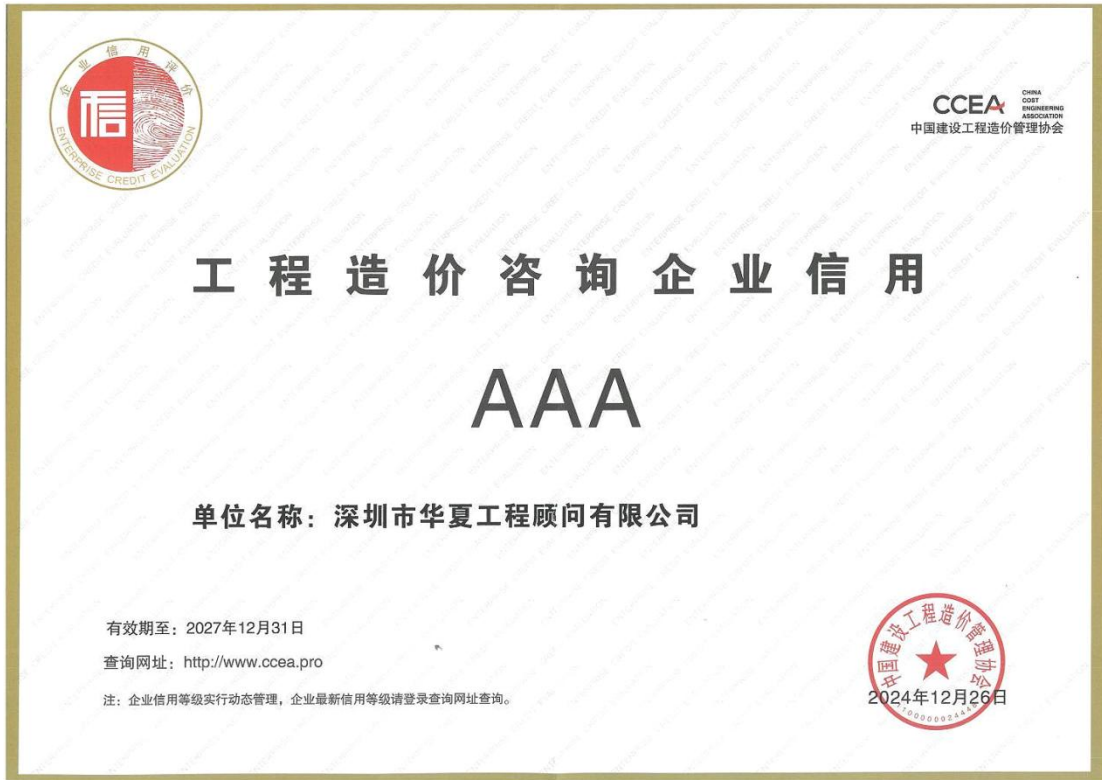 企业信用评价
信
ENTERPRISE CREDIT EVALUATION
CCEA
CHINA
COST
ENGINEERING
ASSOCIATION
中国建设工程造价管理协会
工程造价咨询企业信用
AAA
单位名称：深圳市华夏工程顾问有限公司
有效期至：2027年12月31日
查询网址：http://www.ccea.pro
注：企业信用等级实行动态管理，企业最新信用等级请登录查询网址查询。
中国建设工程造价管理协会
2024年12月26日